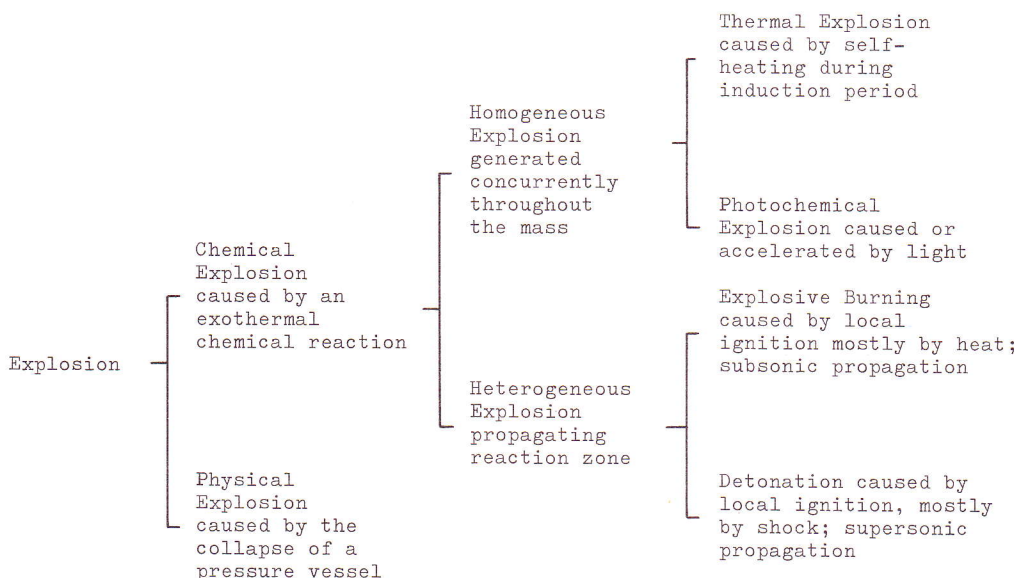 Explosion
Chemical
Explosion
caused by an
exothermal
chemical reaction
Physical
Explosion
caused by the
collapse of a
pressure vessel
Homogeneous
Explosion
generated
concurrently
throughout
the mass
Heterogeneous
Explosion
propagating
reaction zone
Thermal Explosion
caused by self-
heating during
induction period
Photochemical
Explosion caused or
accelerated by light
Explosive Burning
caused by local
ignition mostly by heat;
subsonic propagation
Detonation caused by
local ignition, mostly
by shock; supersonic
propagation